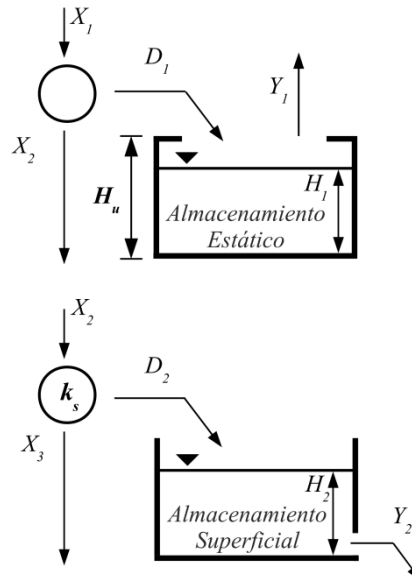 X₁
D₁
Y₁
X₂
Hᵤ
H₁
Almacenamiento
Estático
X₂
D₂
kₛ
X₃
H₂
Almacenamiento
Superficial
Y₂